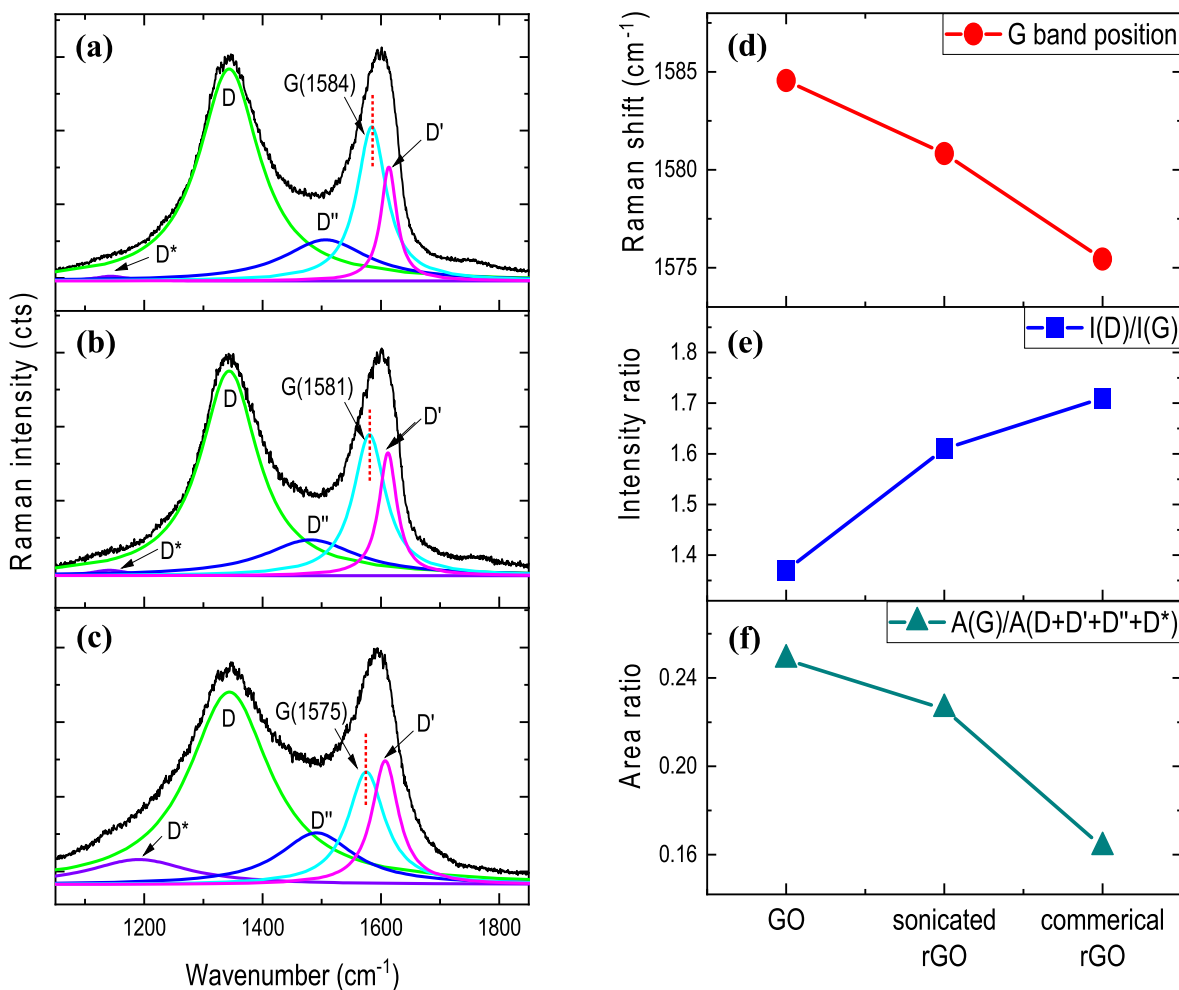 (a)
G(1584)
D
D'
D"
D*
(b)
G(1581)
D
D'
D"
D*
(c)
G(1575)
D
D'
D"
D*
Raman intensity (cts)
1200
1400
1600
1800
Wavenumber (cm⁻¹)
(d)
G band position
Raman shift (cm⁻¹)
1585
1580
1575
(e)
I(D)/I(G)
Intensity ratio
1.8
1.7
1.6
1.5
1.4
(f)
A(G)/A(D+D'+D"+D*)
Area ratio
0.24
0.20
0.16
GO
sonicated
rGO
commerical
rGO